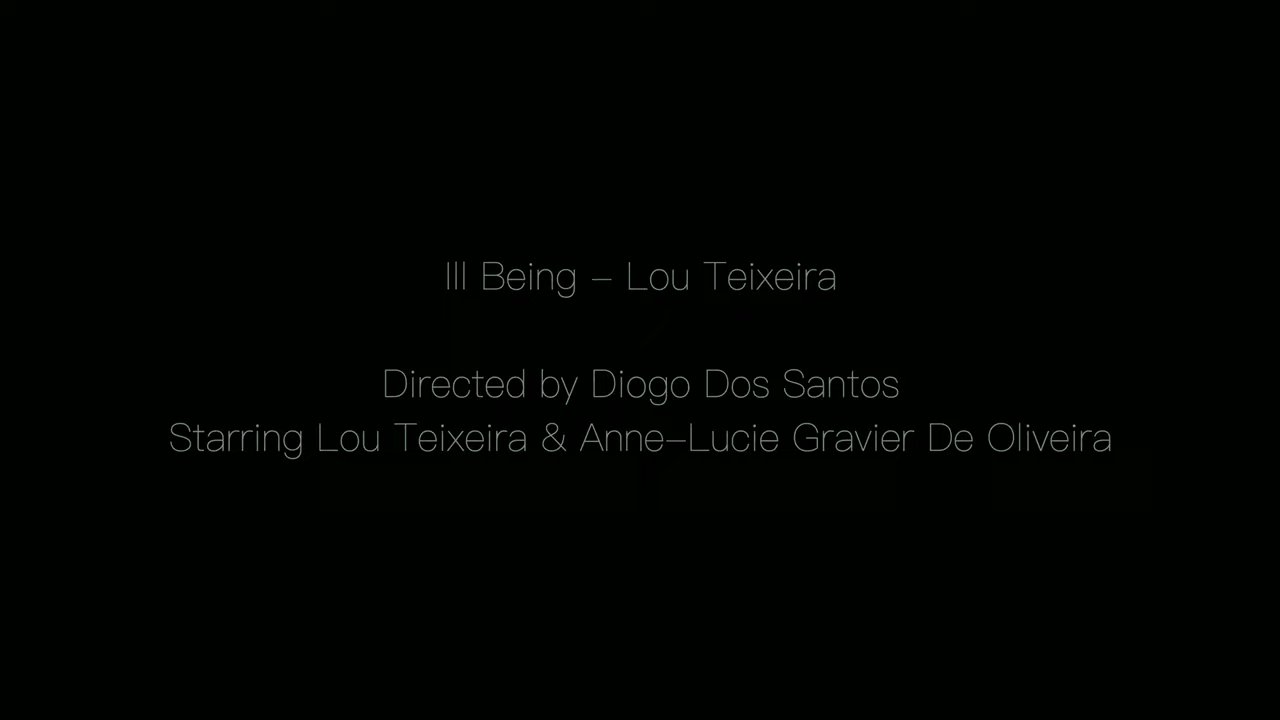 Ill Being - Lou Teixeira
Directed by Diogo Dos Santos
Starring Lou Teixeira & Anne-Lucie Gravier De Oliveira